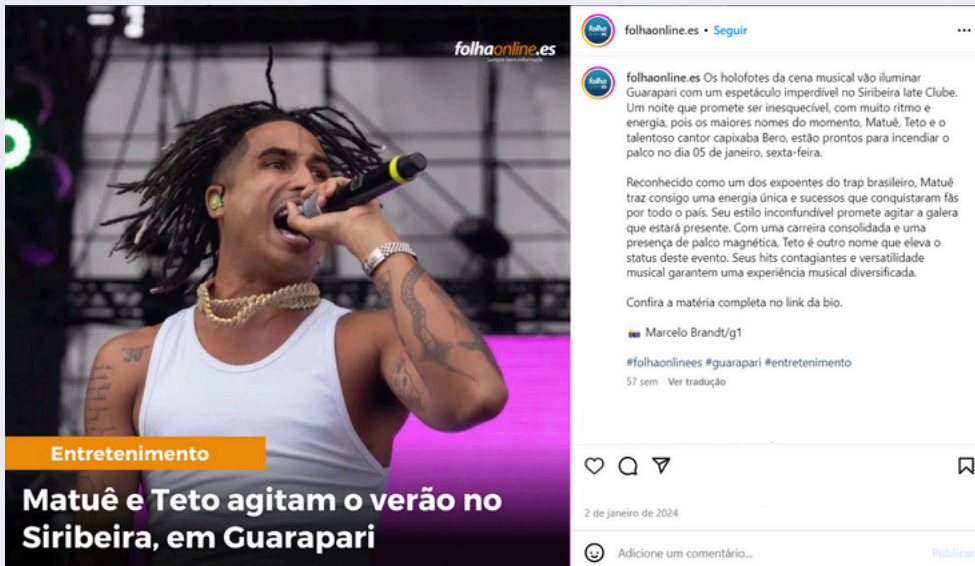 folhaonline.es
Sempre bem informado
"30"
Entretenimento
Matuê e Teto agitam o verão no
Siribeira, em Guarapari
folha
folhaonline.es • Seguir
folha
folhaonline.es Os holofotes da cena musical vão iluminar
Guarapari com um espetáculo imperdível no Siribeira Iate Clube.
Um noite que promete ser inesquecível, com muito ritmo e
energia, pois os maiores nomes do momento, Matuê, Teto e o
talentoso cantor capixaba Bero, estão prontos para incendiar o
palco no dia 05 de janeiro, sexta-feira.
Reconhecido como um dos expoentes do trap brasileiro, Matuê
traz consigo uma energia única e sucessos que conquistaram fãs
por todo o país. Seu estilo inconfundível promete agitar a galera
que estará presente. Com uma carreira consolidada e uma
presença de palco magnética, Teto é outro nome que eleva o
status deste evento. Seus hits contagiantes e versatilidade
musical garantem uma experiência musical diversificada.
Confira a matéria completa no link da bio.
📸 Marcelo Brandt/g1
#folhaonlinees #guarapari #entretenimento
57 sem Ver tradução
2 de janeiro de 2024
Adicione um comentário... Publicar